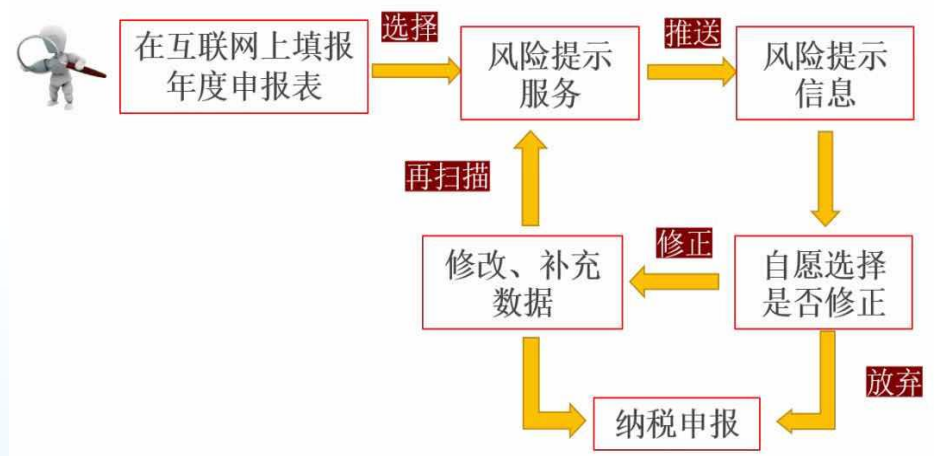 在互联网上填报
年度申报表
选择
风险提示
服务
推送
风险提示
信息
再扫描
修改、补充
数据
修正
自愿选择
是否修正
放弃
纳税申报